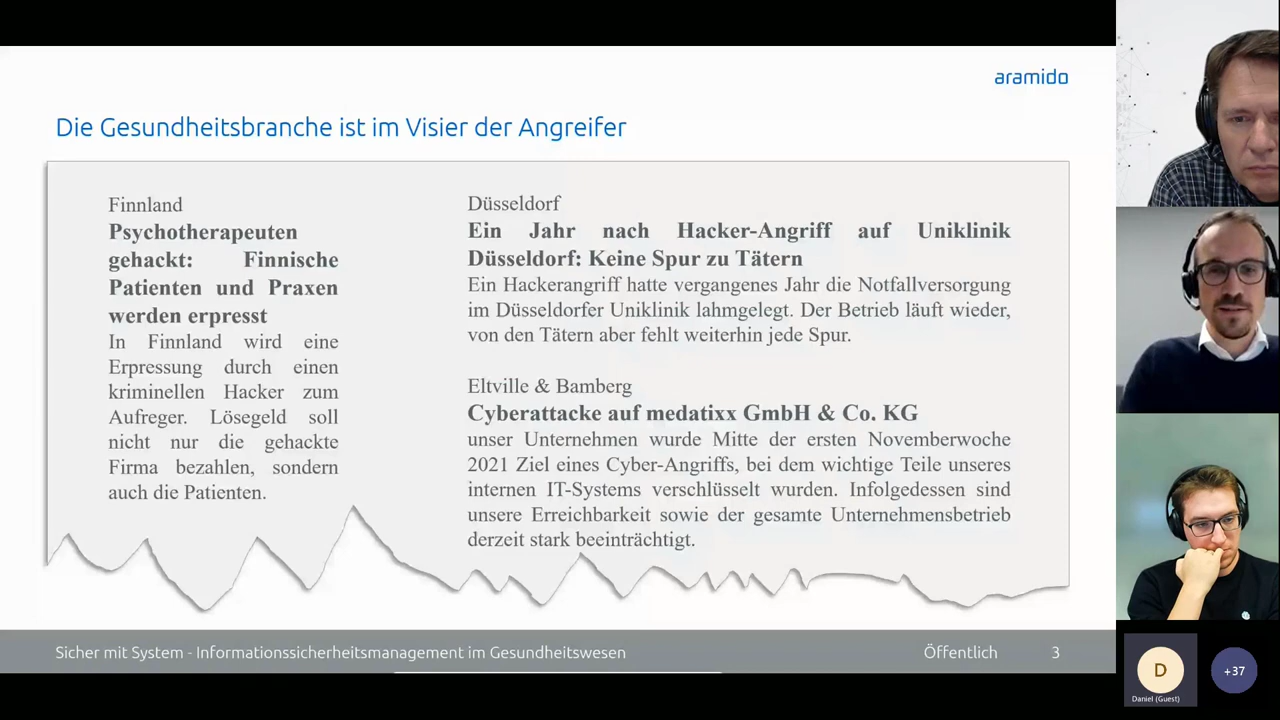 aramido
Die Gesundheitsbranche ist im Visier der Angreifer
Finnland
Psychotherapeuten
gehackt: Finnische
Patienten und Praxen
werden erpresst
In Finnland wird eine
Erpressung durch einen
kriminellen Hacker zum
Aufreger. Lösegeld soll
nicht nur die gehackte
Firma bezahlen, sondern
auch die Patienten.
Düsseldorf
Ein Jahr nach Hacker-Angriff auf Uniklinik
Düsseldorf: Keine Spur zu Tätern
Ein Hackerangriff hatte vergangenes Jahr die Notfallversorgung
im Düsseldorfer Uniklinik lahmgelegt. Der Betrieb läuft wieder,
von den Tätern aber fehlt weiterhin jede Spur.
Eltville & Bamberg
Cyberattacke auf medatixx GmbH & Co. KG
unser Unternehmen wurde Mitte der ersten Novemberwoche
2021 Ziel eines Cyber-Angriffs, bei dem wichtige Teile unseres
internen IT-Systems verschlüsselt wurden. Infolgedessen sind
unsere Erreichbarkeit sowie der gesamte Unternehmensbetrieb
derzeit stark beeinträchtigt.
Sicher mit System - Informationssicherheitsmanagement im Gesundheitswesen
Öffentlich 3
D
Daniel (Guest)
+37